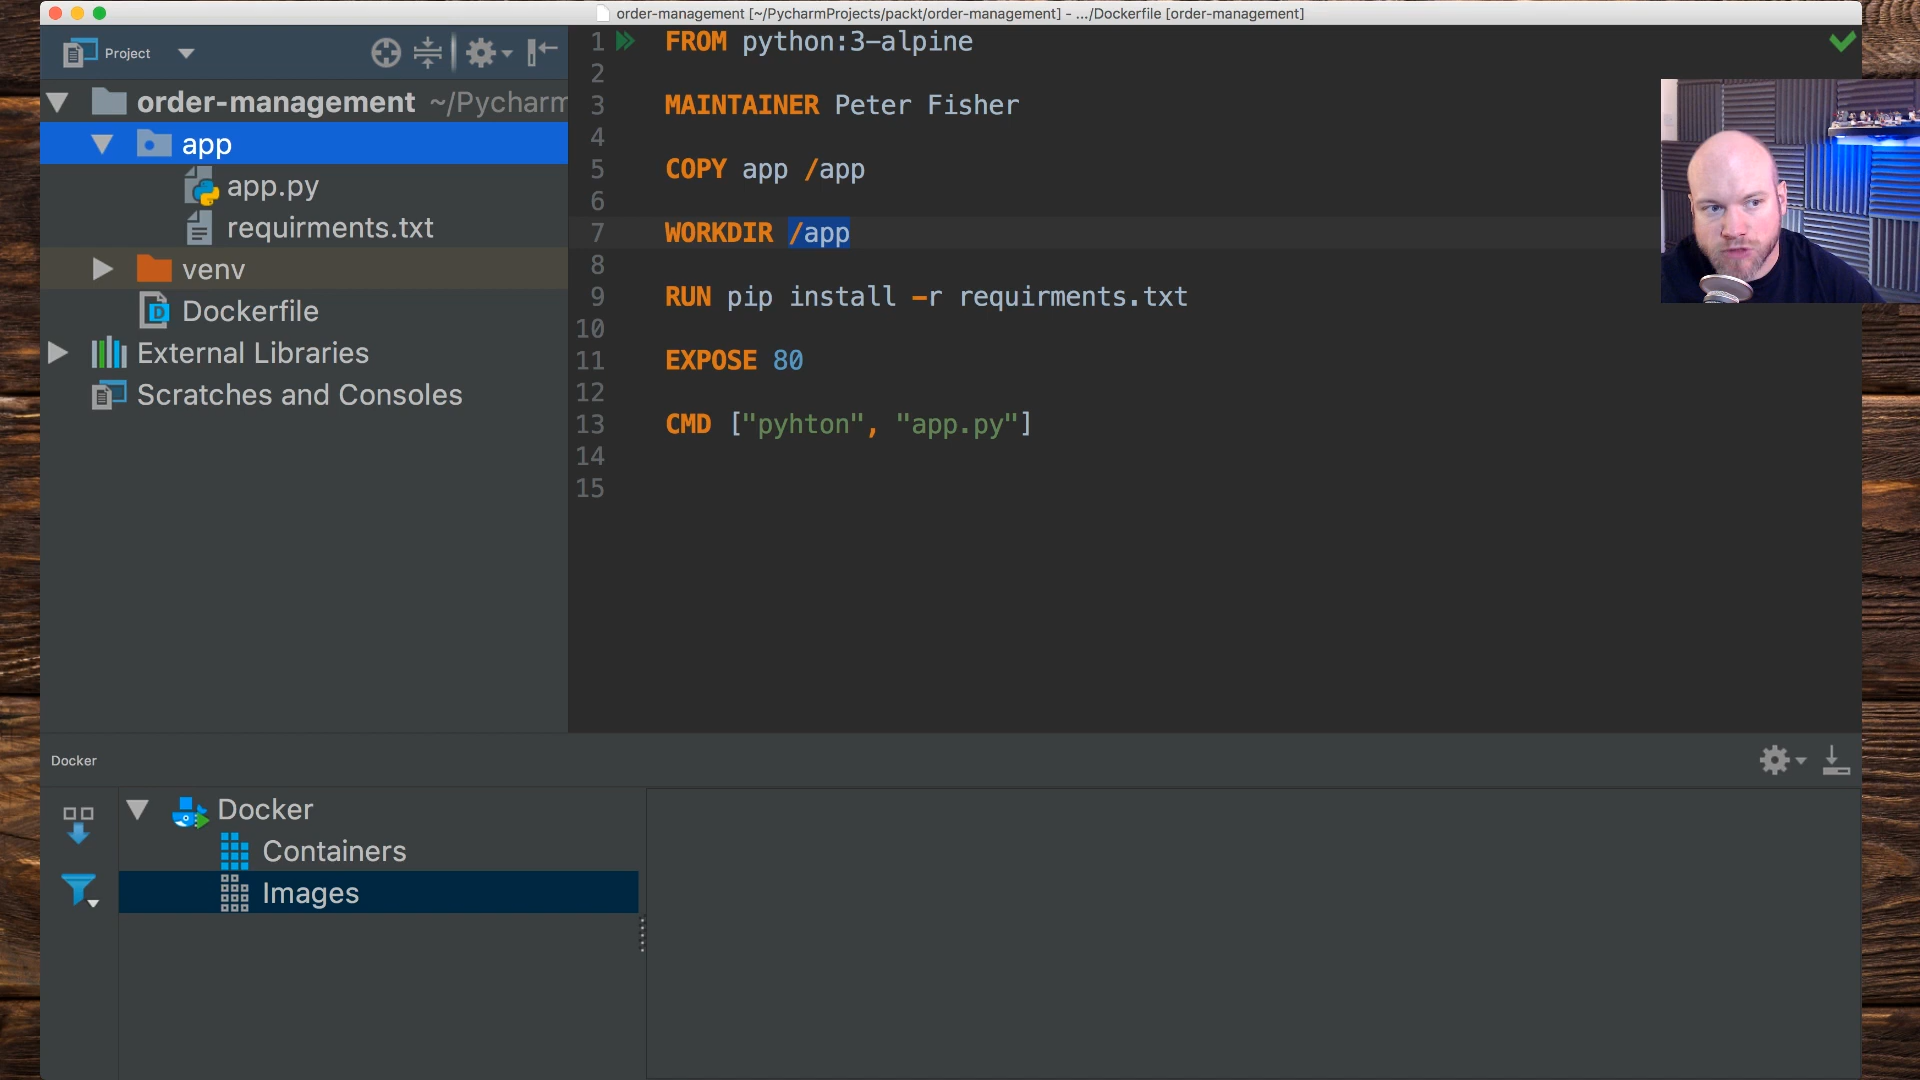 order-management [~/PycharmProjects/packt/order-management] - .../Dockerfile [order-management]
Project
order-management ~/Pycharm
app
app.py
requirments.txt
venv
Dockerfile
External Libraries
Scratches and Consoles
1 FROM python:3-alpine
2
3 MAINTAINER Peter Fisher
4
5 COPY app /app
6
7 WORKDIR /app
8
9 RUN pip install -r requirments.txt
10
11 EXPOSE 80
12
13 CMD ["pyhton", "app.py"]
14
15
Docker
Docker
Containers
Images